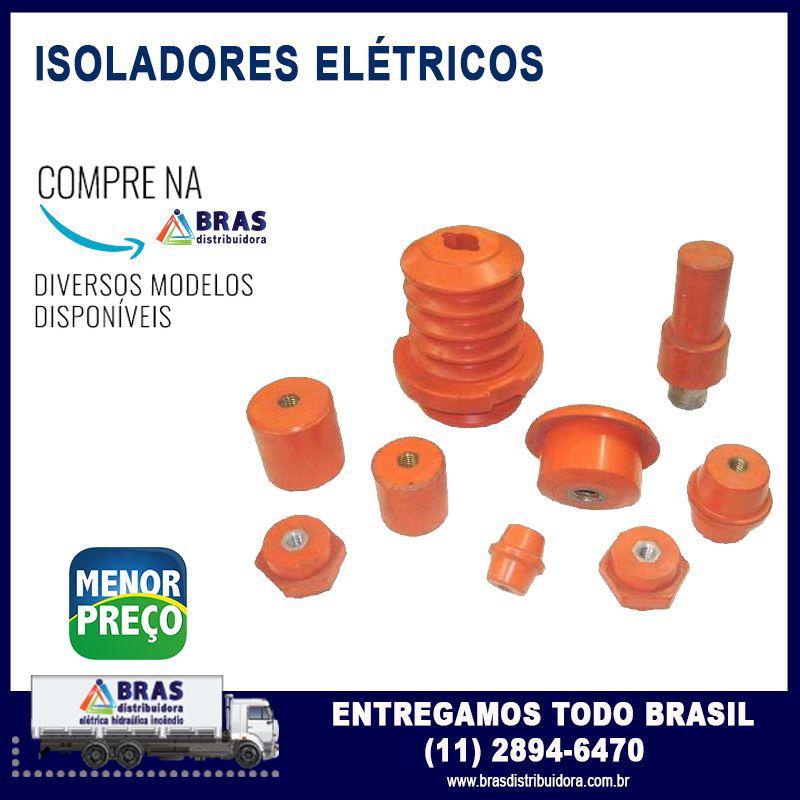 ISOLADORES ELÉTRICOS
COMPRE NA
BRAS
distribuidora
DIVERSOS MODELOS
DISPONÍVEIS
MENOR
PREÇO
BRAS
distribuidora
elétrica hidraúlica incêndio
ENTREGAMOS TODO BRASIL
(11) 2894-6470
www.brasdistribuidora.com.br